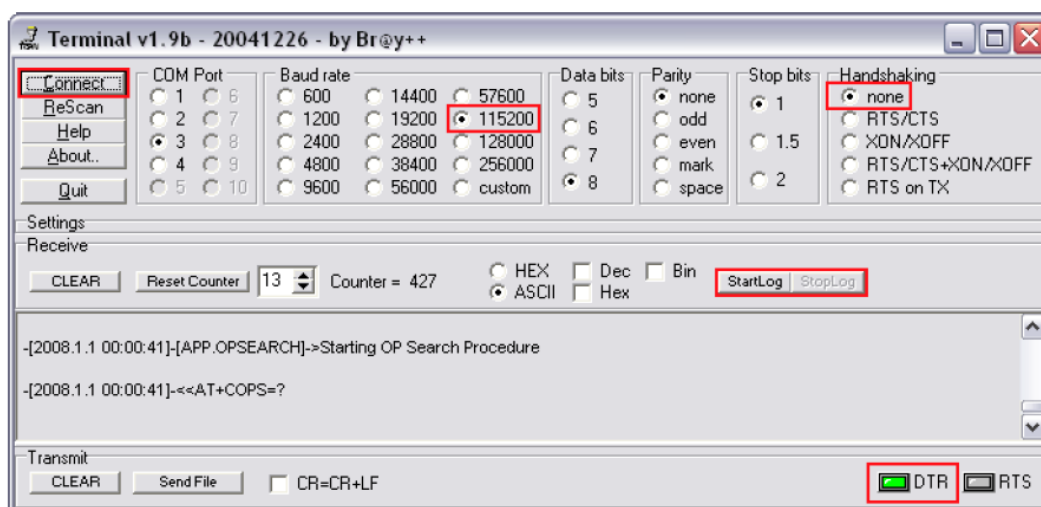 Terminal v1.9b - 20041226 - by Br@y++
Connect
ReScan
Help
About..
Quit
COM Port
1 6
2 7
3 8
4 9
5 10
Baud rate
600 14400 57600
1200 19200 115200
2400 28800 128000
4800 38400 256000
9600 56000 custom
Data bits
5
6
7
8
Parity
none
odd
even
mark
space
Stop bits
1
1.5
2
Handshaking
none
RTS/CTS
XON/XOFF
RTS/CTS+XON/XOFF
RTS on TX
Settings
Receive
CLEAR Reset Counter 13 Counter = 427 HEX Dec Bin StartLog StopLog
ASCII Hex
-[2008.1.1 00:00:41]-[APP.OPSEARCH]->Starting OP Search Procedure
-[2008.1.1 00:00:41]-<<AT+COPS=?
Transmit
CLEAR Send File CR=CR+LF DTR RTS